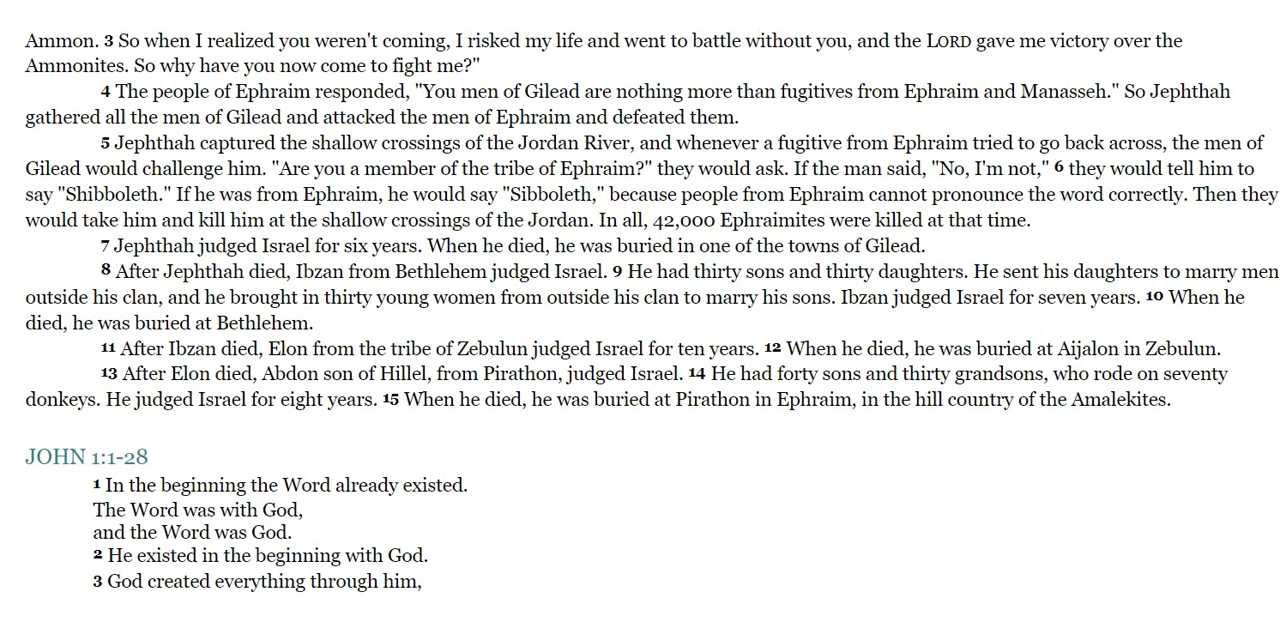 Ammon. 3 So when I realized you weren't coming, I risked my life and went to battle without you, and the LORD gave me victory over the
Ammonites. So why have you now come to fight me?"
4 The people of Ephraim responded, "You men of Gilead are nothing more than fugitives from Ephraim and Manasseh." So Jephthah
gathered all the men of Gilead and attacked the men of Ephraim and defeated them.
5 Jephthah captured the shallow crossings of the Jordan River, and whenever a fugitive from Ephraim tried to go back across, the men of
Gilead would challenge him. "Are you a member of the tribe of Ephraim?" they would ask. If the man said, "No, I'm not," 6 they would tell him to
say "Shibboleth." If he was from Ephraim, he would say "Sibboleth," because people from Ephraim cannot pronounce the word correctly. Then they
would take him and kill him at the shallow crossings of the Jordan. In all, 42,000 Ephraimites were killed at that time.
7 Jephthah judged Israel for six years. When he died, he was buried in one of the towns of Gilead.
8 After Jephthah died, Ibzan from Bethlehem judged Israel. 9 He had thirty sons and thirty daughters. He sent his daughters to marry men
outside his clan, and he brought in thirty young women from outside his clan to marry his sons. Ibzan judged Israel for seven years. 10 When he
died, he was buried at Bethlehem.
11 After Ibzan died, Elon from the tribe of Zebulun judged Israel for ten years. 12 When he died, he was buried at Aijalon in Zebulun.
13 After Elon died, Abdon son of Hillel, from Pirathon, judged Israel. 14 He had forty sons and thirty grandsons, who rode on seventy
donkeys. He judged Israel for eight years. 15 When he died, he was buried at Pirathon in Ephraim, in the hill country of the Amalekites.
JOHN 1:1-28
1 In the beginning the Word already existed.
The Word was with God,
and the Word was God.
2 He existed in the beginning with God.
3 God created everything through him,